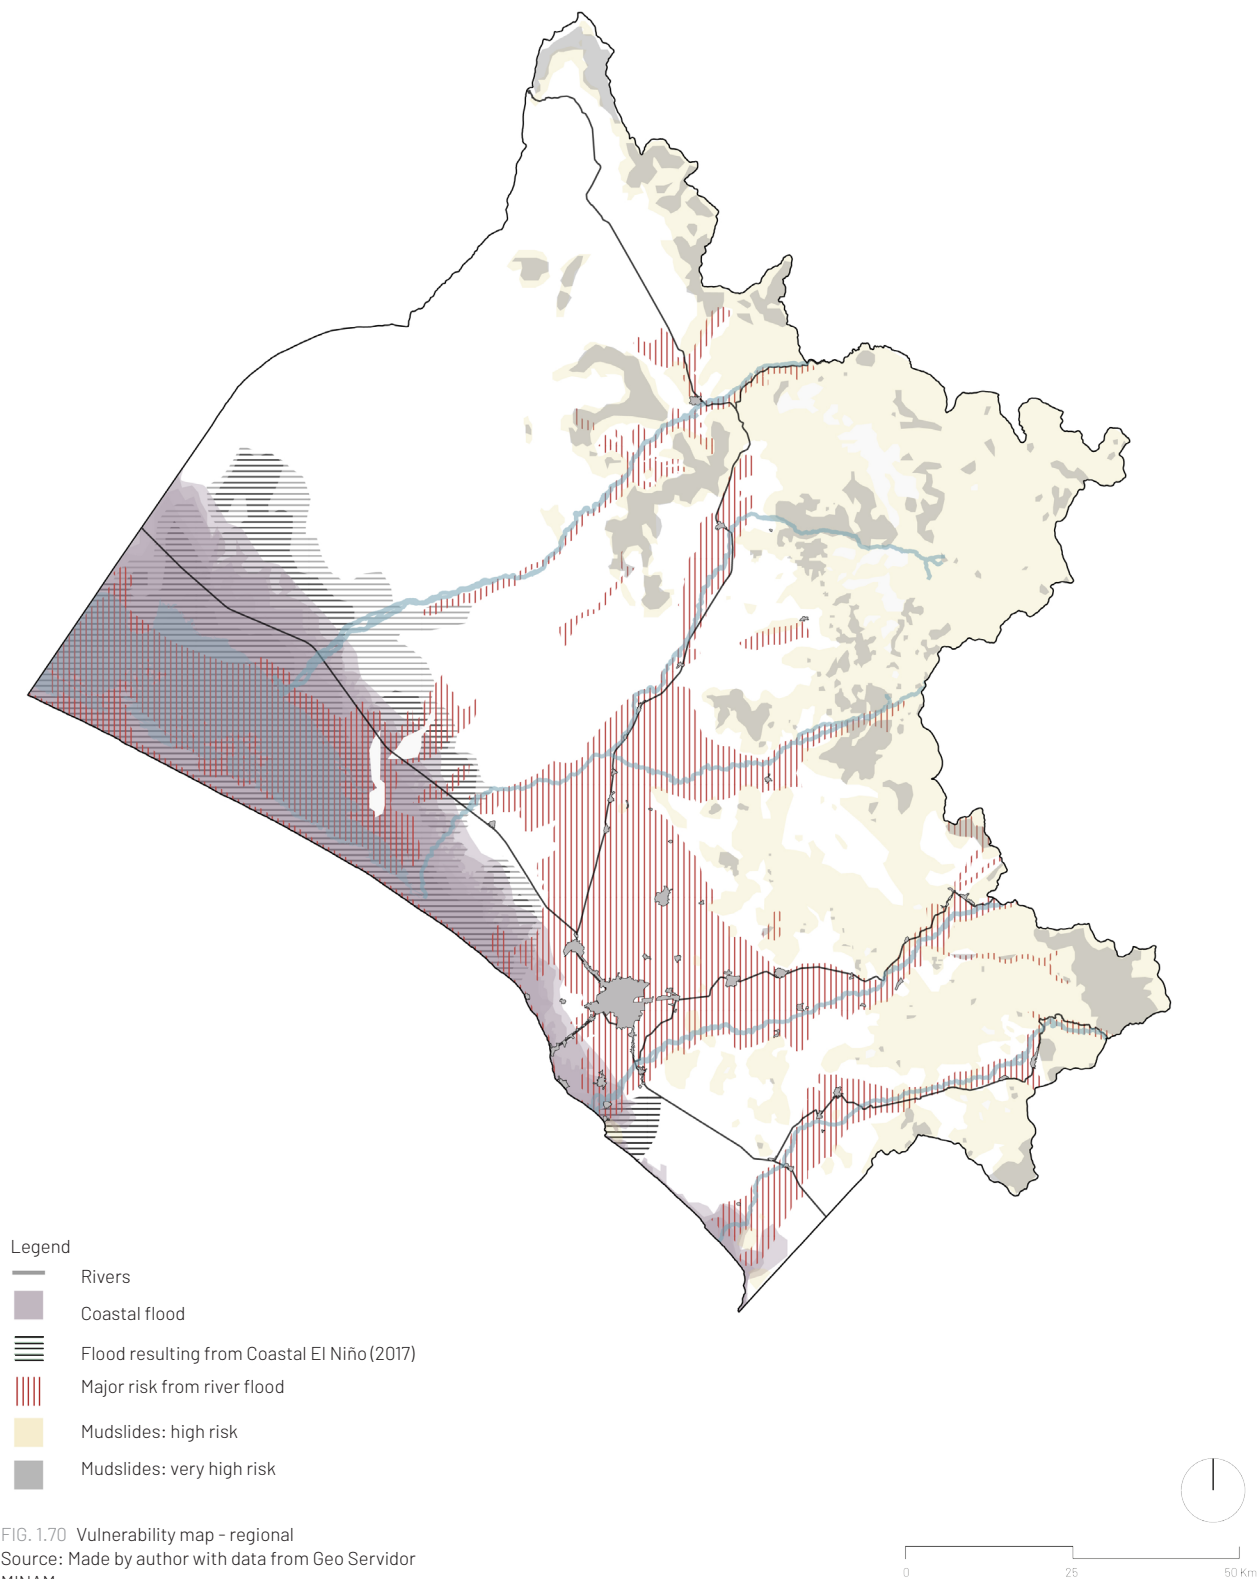 Legend
Rivers
Coastal flood
Flood resulting from Coastal El Niño (2017)
Major risk from river flood
Mudslides: high risk
Mudslides: very high risk
FIG. 1.70 Vulnerability map - regional
Source: Made by author with data from Geo Servidor
MINAM
0 25 50 Km